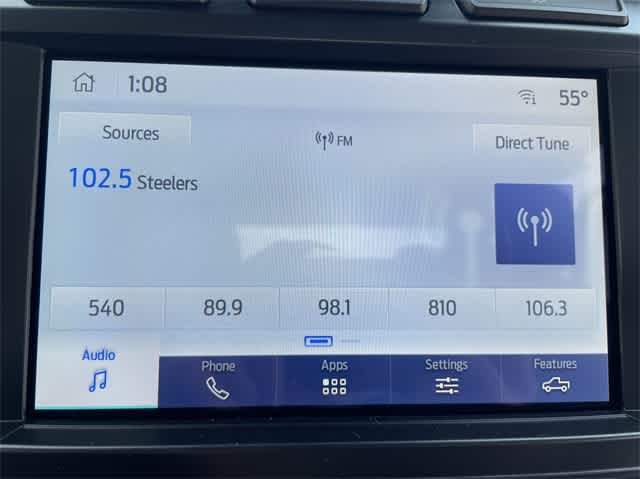 1:08 55°
Sources FM Direct Tune
102.5 Steelers
540 89.9 98.1 810 106.3
Audio Phone Apps Settings Features